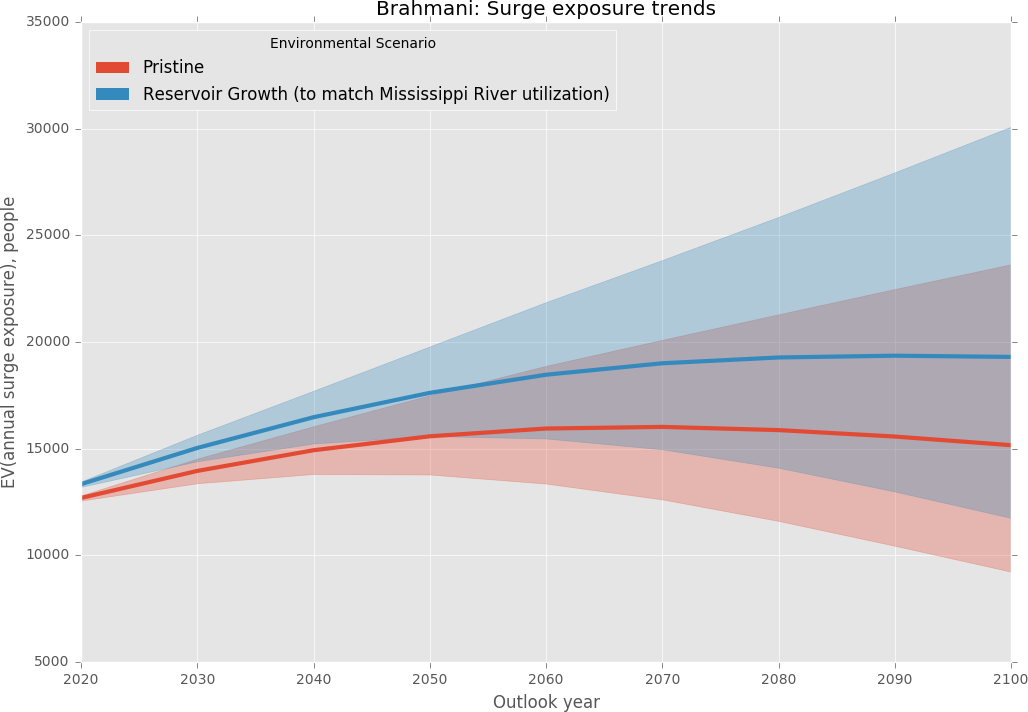 Brahmani: Surge exposure trends
Environmental Scenario
Pristine
Reservoir Growth (to match Mississippi River utilization)
EV(annual surge exposure), people
35000
30000
25000
20000
15000
10000
5000
2020 2030 2040 2050 2060 2070 2080 2090 2100
Outlook year